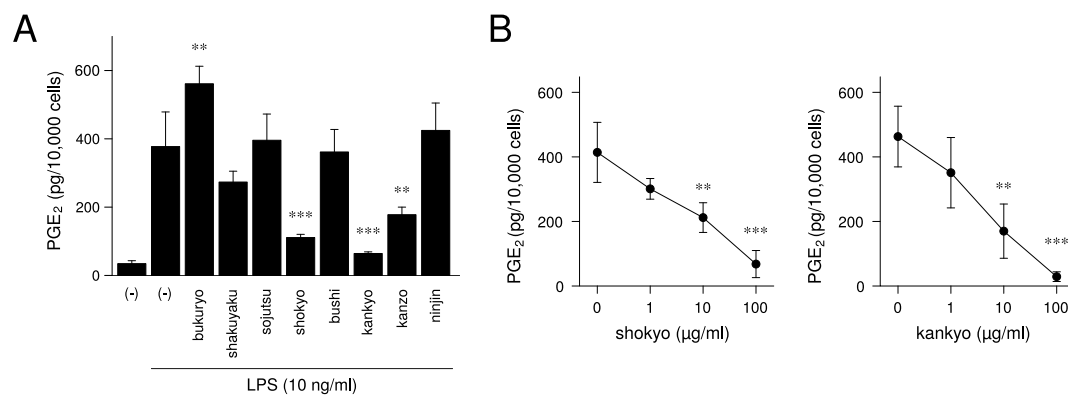 A
PGE₂ (pg/10,000 cells)
600
400
200
0
**
***
***
**
(-)
(-)
bukuryo
shakuyaku
sojutsu
shokyo
bushi
kankyo
kanzo
ninjin
LPS (10 ng/ml)
B
PGE₂ (pg/10,000 cells)
600
400
200
0
**
***
0 1 10 100
shokyo (μg/ml)
PGE₂ (pg/10,000 cells)
600
400
200
0
**
***
0 1 10 100
kankyo (μg/ml)